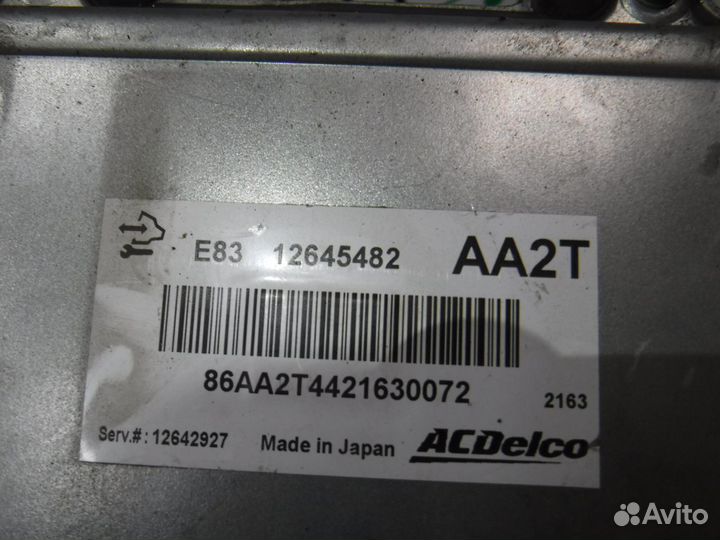 E83 12645482 AA2T
86AA2T4421630072 2163
Serv.#: 12642927 Made in Japan ACDelco
Avito